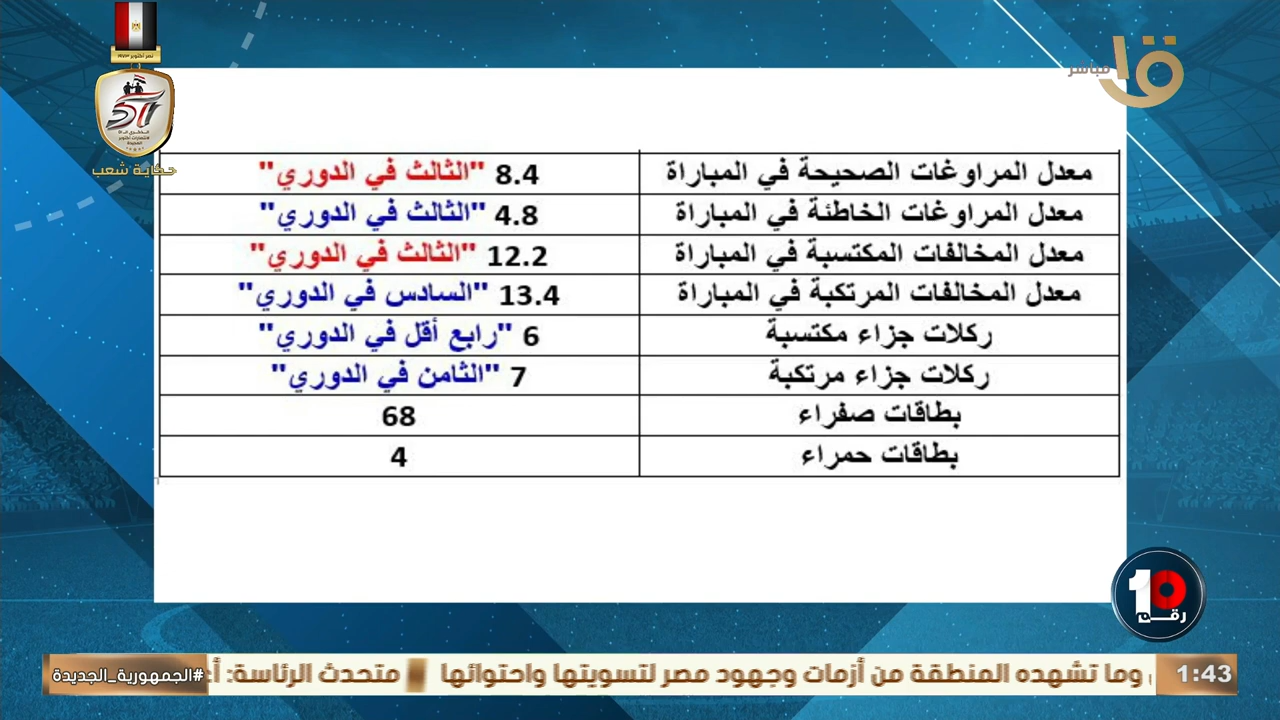 نصر أكتوبر ١٩٧٣
حكاية شعب
مباشر
معدل المراوغات الصحيحة في المباراة 8.4 "الثالث في الدوري"
معدل المراوغات الخاطئة في المباراة 4.8 "الثالث في الدوري"
معدل المخالفات المكتسبة في المباراة 12.2 "الثالث في الدوري"
معدل المخالفات المرتكبة في المباراة 13.4 "السادس في الدوري"
ركلات جزاء مكتسبة 6 "رابع أقل في الدوري"
ركلات جزاء مرتكبة 7 "الثامن في الدوري"
بطاقات صفراء 68
بطاقات حمراء 4
رقم 10
1:43 وما تشهده المنطقة من أزمات وجهود مصر لتسويتها واحتوائها متحدث الرئاسة: #الجمهورية_الجديدة